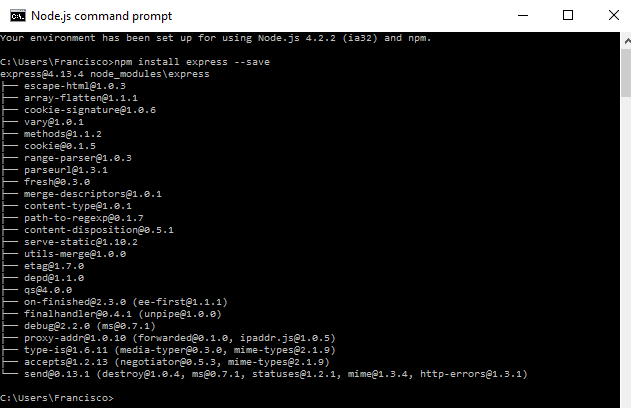 Node.js command prompt
Your environment has been set up for using Node.js 4.2.2 (ia32) and npm.
C:\Users\Francisco>npm install express --save
express@4.13.4 node_modules\express
├── escape-html@1.0.3
├── array-flatten@1.1.1
├── cookie-signature@1.0.6
├── vary@1.0.1
├── methods@1.1.2
├── cookie@0.1.5
├── range-parser@1.0.3
├── parseurl@1.3.1
├── fresh@0.3.0
├── merge-descriptors@1.0.1
├── content-type@1.0.1
├── path-to-regexp@0.1.7
├── content-disposition@0.5.1
├── serve-static@1.10.2
├── utils-merge@1.0.0
├── etag@1.7.0
├── depd@1.1.0
├── qs@4.0.0
├── on-finished@2.3.0 (ee-first@1.1.1)
├── finalhandler@0.4.1 (unpipe@1.0.0)
├── debug@2.2.0 (ms@0.7.1)
├── proxy-addr@1.0.10 (forwarded@0.1.0, ipaddr.js@1.0.5)
├── type-is@1.6.11 (media-typer@0.3.0, mime-types@2.1.9)
├── accepts@1.2.13 (negotiator@0.5.3, mime-types@2.1.9)
└── send@0.13.1 (destroy@1.0.4, ms@0.7.1, statuses@1.2.1, mime@1.3.4, http-errors@1.3.1)
C:\Users\Francisco>